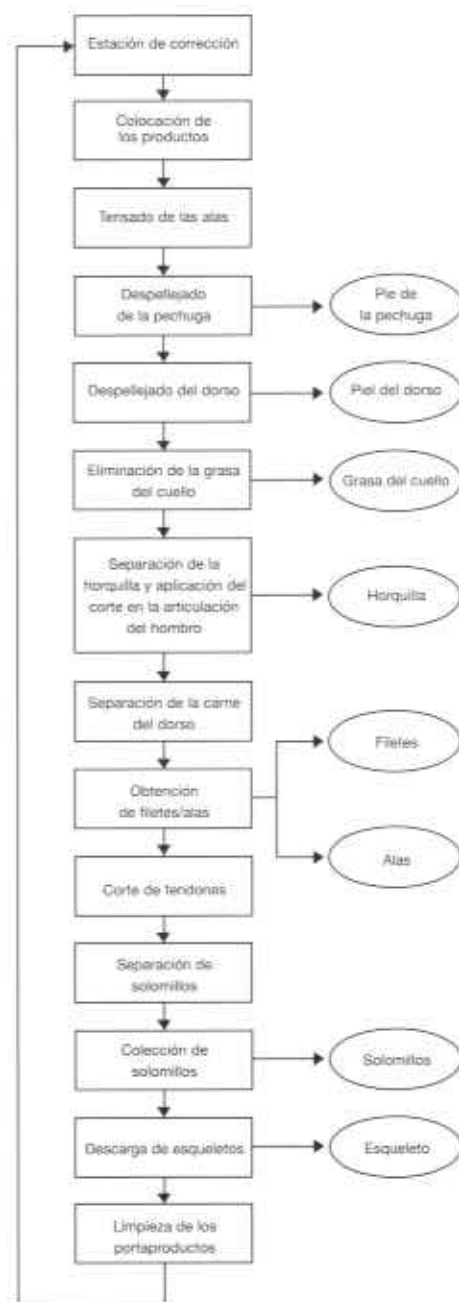 Estación de corrección
Colocación de
los productos
Tensado de las alas
Despellejado
de la pechuga
Pie de
la pechuga
Despellejado del dorso
Piel del dorso
Eliminación de la grasa
del cuello
Grasa del cuello
Separación de la
horquilla y aplicación del
corte en la articulación
del hombro
Horquilla
Separación de la carne
del dorso
Filetes
Obtención
de filetes/alas
Alas
Corte de tendones
Separación de
solomillos
Colección de
solomillos
Solomillos
Descarga de esqueletos
Esqueleto
Limpieza de los
portaproductos